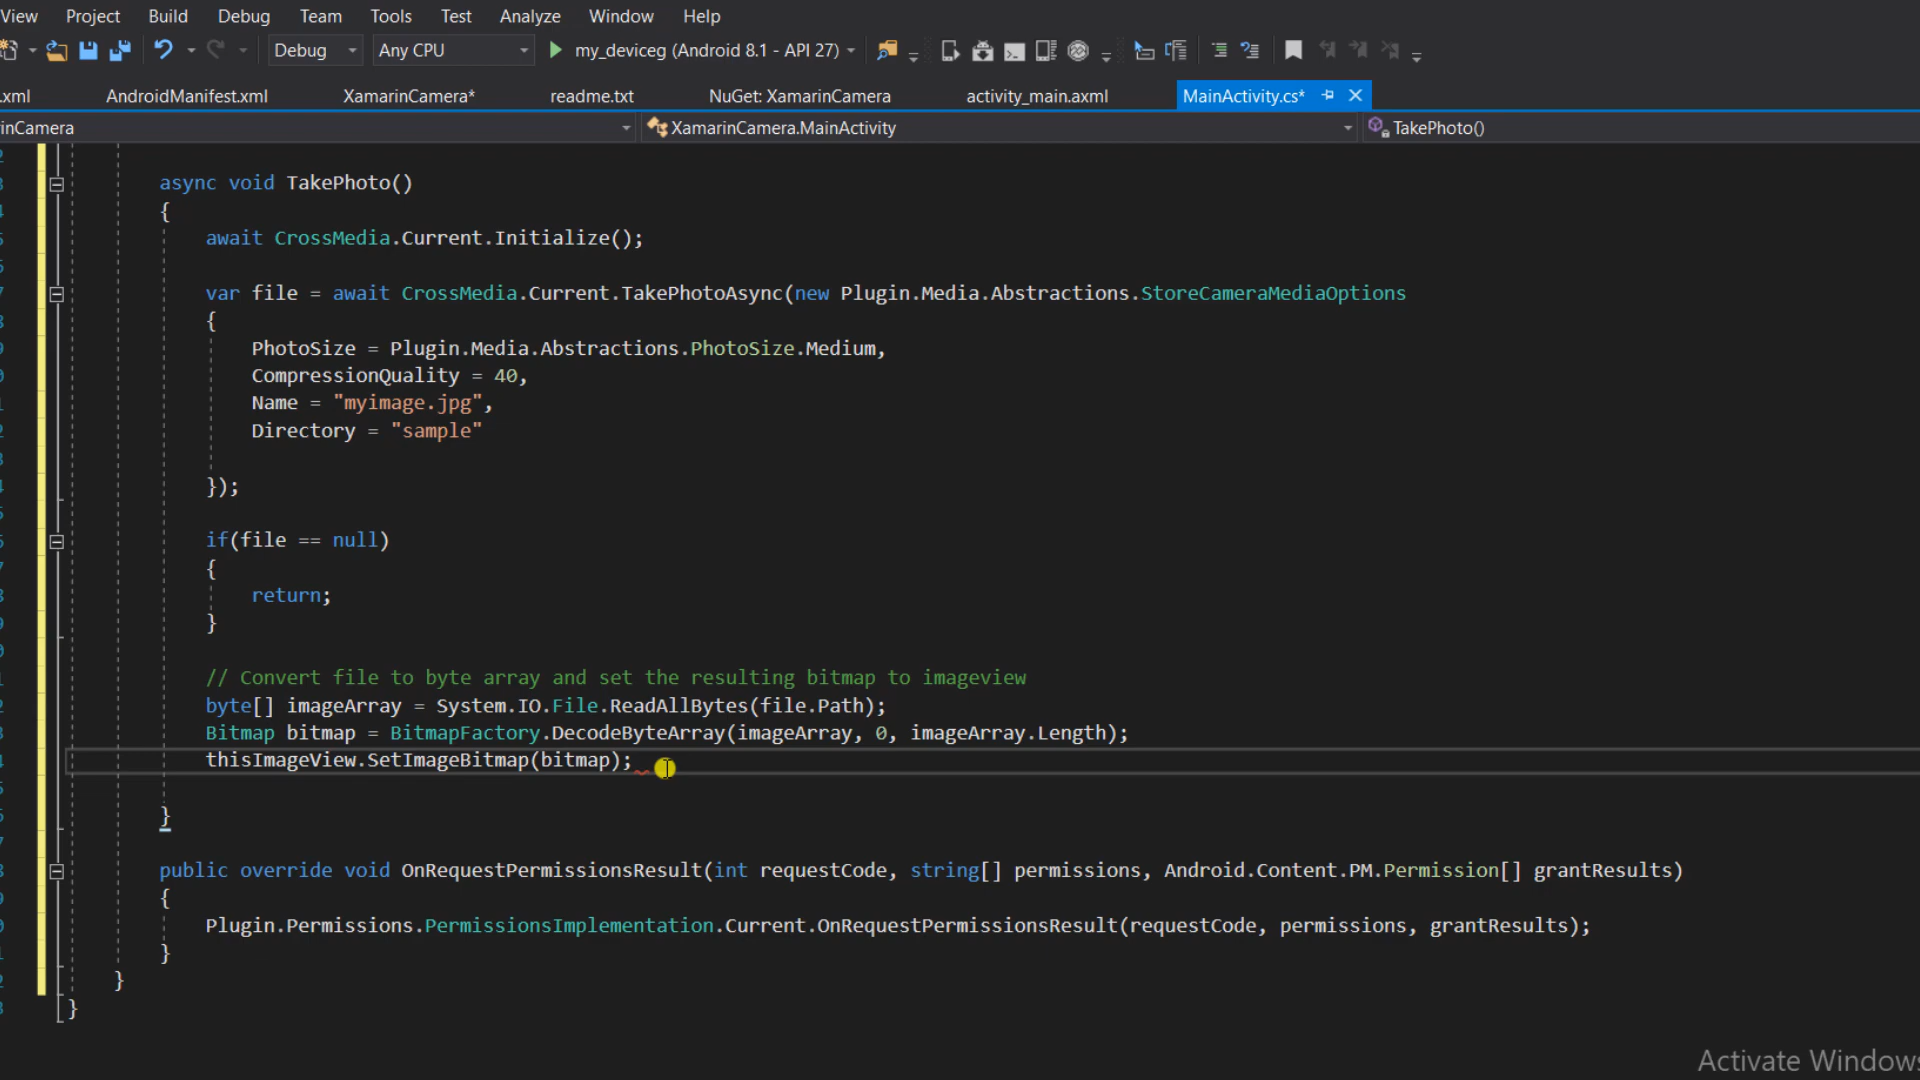 View Project Build Debug Team Tools Test Analyze Window Help
Debug Any CPU my_deviceg (Android 8.1 - API 27)
.xml AndroidManifest.xml XamarinCamera* readme.txt NuGet: XamarinCamera activity_main.axml MainActivity.cs*
inCamera XamarinCamera.MainActivity TakePhoto()
async void TakePhoto()
{
await CrossMedia.Current.Initialize();
var file = await CrossMedia.Current.TakePhotoAsync(new Plugin.Media.Abstractions.StoreCameraMediaOptions
{
PhotoSize = Plugin.Media.Abstractions.PhotoSize.Medium,
CompressionQuality = 40,
Name = "myimage.jpg",
Directory = "sample"
});
if(file == null)
{
return;
}
// Convert file to byte array and set the resulting bitmap to imageview
byte[] imageArray = System.IO.File.ReadAllBytes(file.Path);
Bitmap bitmap = BitmapFactory.DecodeByteArray(imageArray, 0, imageArray.Length);
thisImageView.SetImageBitmap(bitmap);
}
public override void OnRequestPermissionsResult(int requestCode, string[] permissions, Android.Content.PM.Permission[] grantResults)
{
Plugin.Permissions.PermissionsImplementation.Current.OnRequestPermissionsResult(requestCode, permissions, grantResults);
}
}
}
Activate Windows